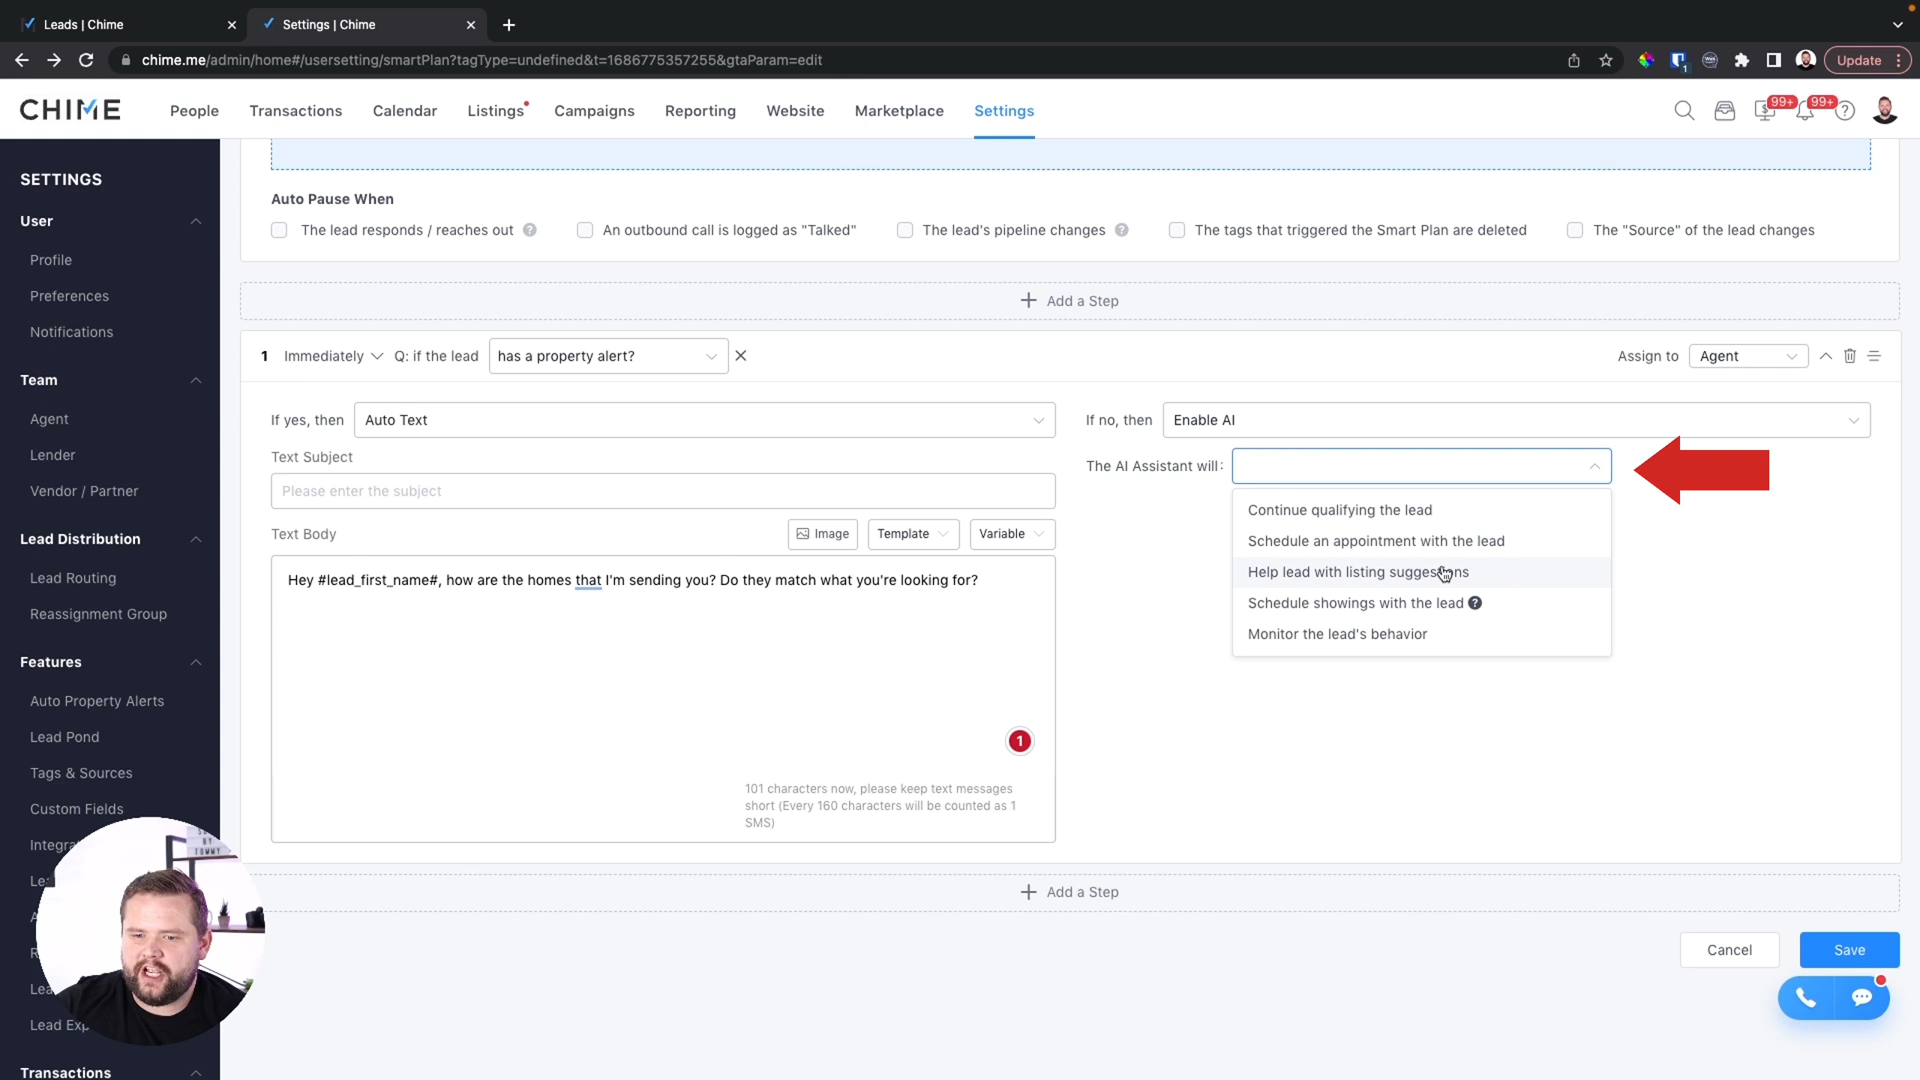 Leads | Chime
Settings | Chime
chime.me/admin/home#/usersetting/smartPlan?tagType=undefined&t=1686775357255&gtaParam=edit
1
Update
CHIME
People
Transactions
Calendar
Listings
Campaigns
Reporting
Website
Marketplace
Settings
99+
99+
SETTINGS
User
Profile
Preferences
Notifications
Team
Agent
Lender
Vendor / Partner
Lead Distribution
Lead Routing
Reassignment Group
Features
Auto Property Alerts
Lead Pond
Tags & Sources
Custom Fields
Lead
Transactions
Auto Pause When
The lead responds / reaches out
An outbound call is logged as "Talked"
The lead's pipeline changes
The tags that triggered the Smart Plan are deleted
The "Source" of the lead changes
+ Add a Step
1 Immediately Q: if the lead has a property alert?
Assign to Agent
If yes, then Auto Text
Text Subject
Please enter the subject
Text Body
Image
Template
Variable
Hey #lead_first_name#, how are the homes that I'm sending you? Do they match what you're looking for?
1
101 characters now, please keep text messages
short (Every 160 characters will be counted as 1
SMS)
If no, then Enable AI
The AI Assistant will:
Continue qualifying the lead
Schedule an appointment with the lead
Help lead with listing suggestions
Schedule showings with the lead
Monitor the lead's behavior
+ Add a Step
Cancel
Save